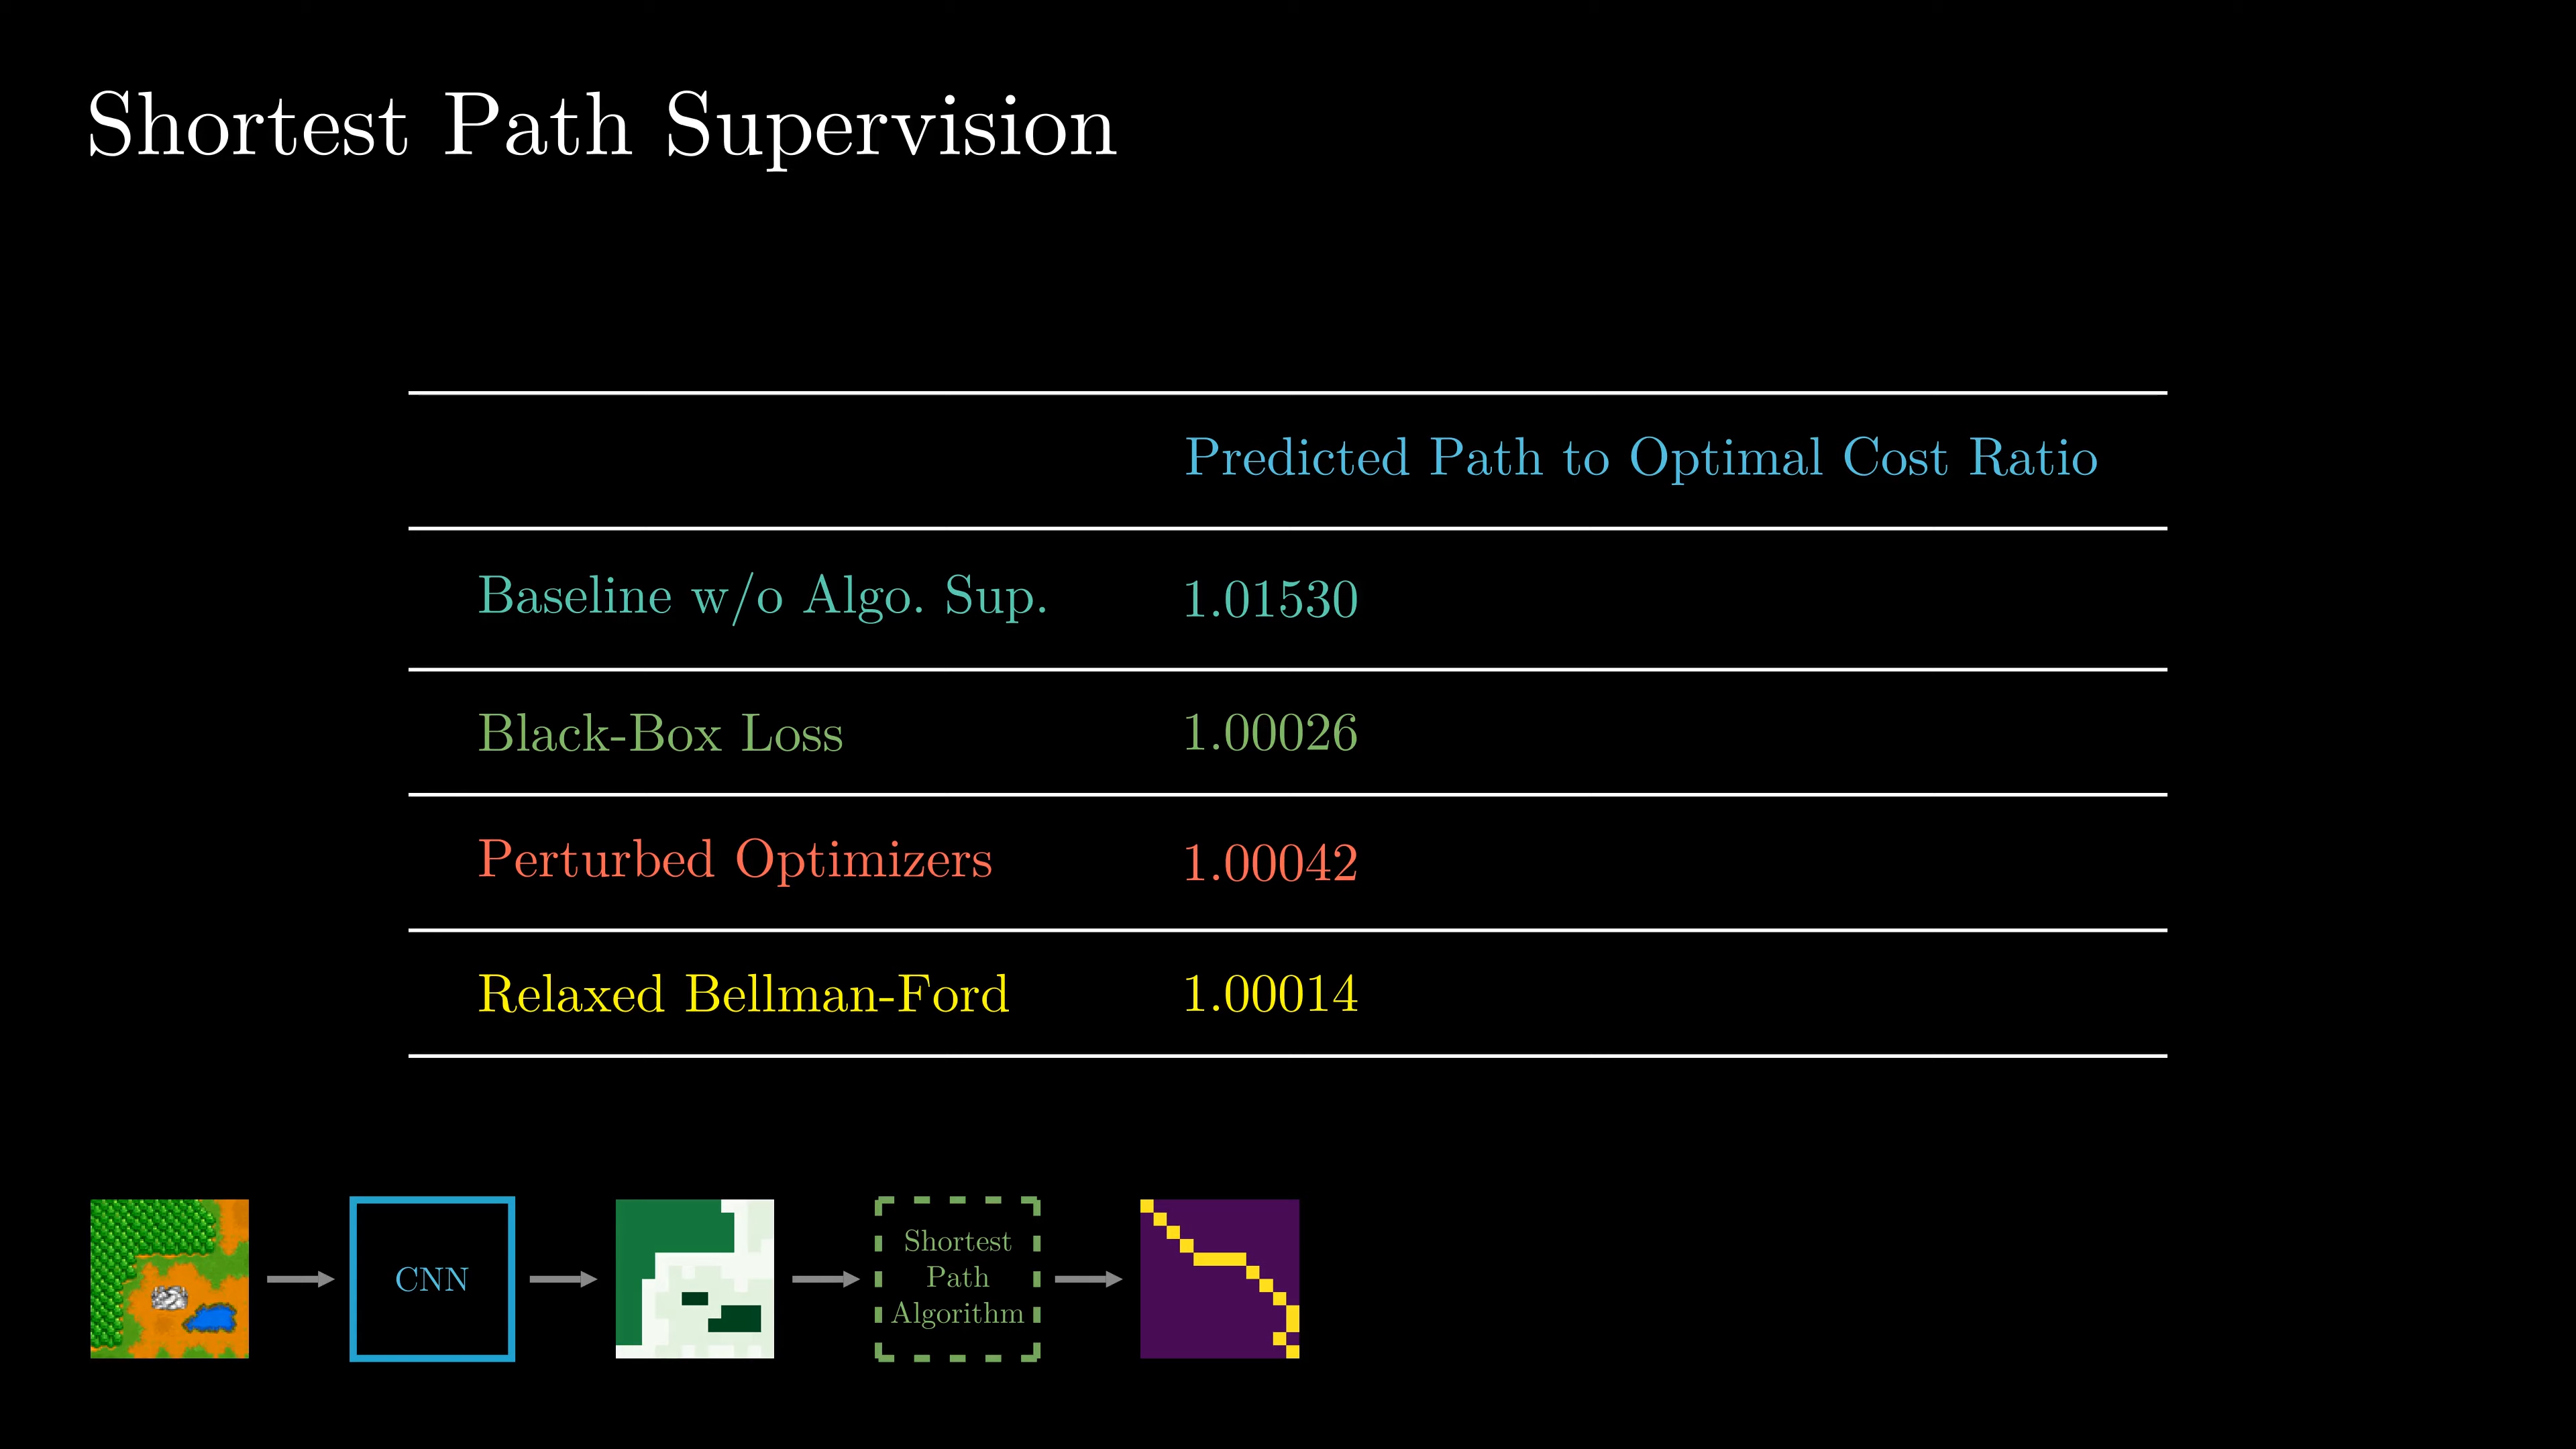 Shortest Path Supervision
Predicted Path to Optimal Cost Ratio
Baseline w/o Algo. Sup. 1.01530
Black-Box Loss 1.00026
Perturbed Optimizers 1.00042
Relaxed Bellman-Ford 1.00014
CNN
Shortest
Path
Algorithm